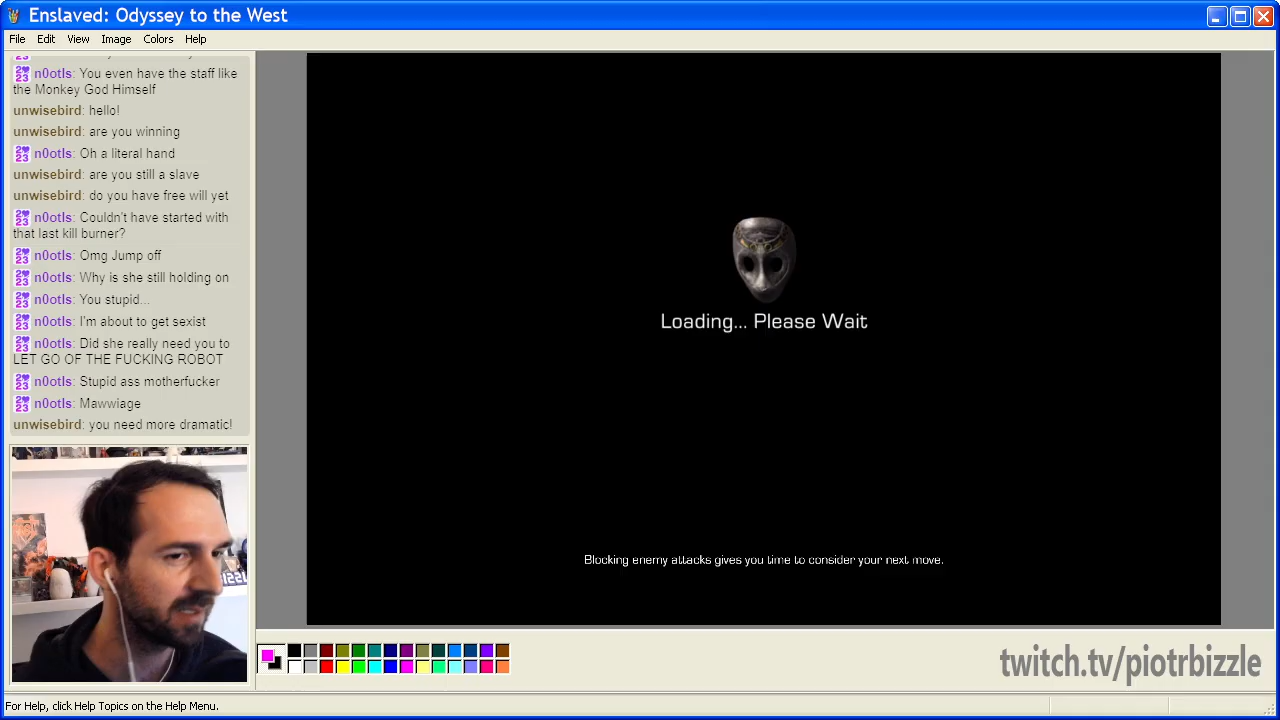 Enslaved: Odyssey to the West
File Edit View Image Colors Help
n0otls: You even have the staff like
the Monkey God Himself
unwisebird: hello!
unwisebird: are you winning
n0otls: Oh a literal hand
unwisebird: are you still a slave
unwisebird: do you have free will yet
n0otls: Couldn't have started with
that last kill burner?
n0otls: Omg Jump off
n0otls: Why is she still holding on
n0otls: You stupid...
n0otls: I'm about to get sexist
n0otls: Did she really need you to
LET GO OF THE FUCKING ROBOT
n0otls: Stupid ass motherfucker
n0otls: Mawwiage
unwisebird: you need more dramatic!
Loading... Please Wait
Blocking enemy attacks gives you time to consider your next move.
twitch.tv/piotrbizzle
For Help, click Help Topics on the Help Menu.